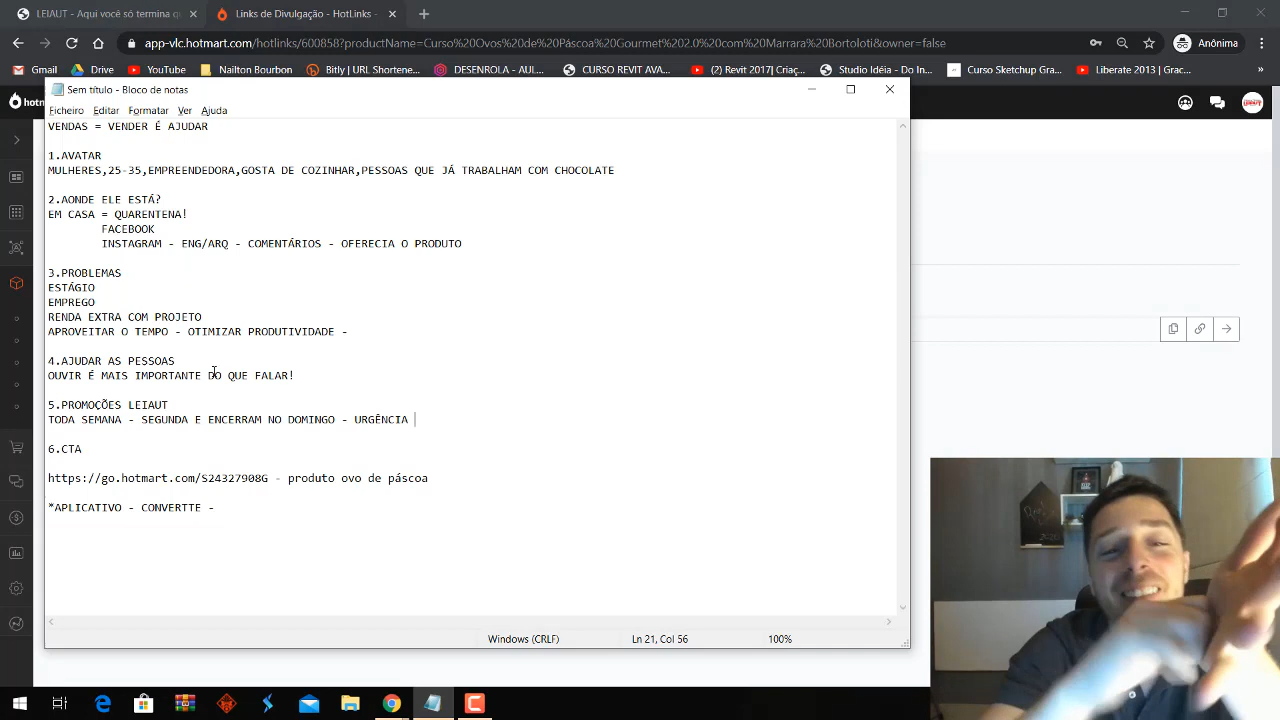 LEIAUT - Aqui você só termina qu
Links de Divulgação - HotLinks -
app-vlc.hotmart.com/hotlinks/600858?productName=Curso%20Ovos%20de%20Páscoa%20Gourmet%202.0%20com%20Marrara%20Bortoloti&owner=false
Anônima
Gmail
Drive
YouTube
Nailton Bourbon
Bitly | URL Shortene...
DESENROLA - AUL...
CURSO REVIT AVA...
(2) Revit 2017| Criaç...
Studio Idéia - Do In...
Curso Sketchup Gra...
Liberate 2013 | Grac...
»
Sem título - Bloco de notas
Ficheiro Editar Formatar Ver Ajuda
VENDAS = VENDER É AJUDAR
1.AVATAR
MULHERES,25-35,EMPREENDEDORA,GOSTA DE COZINHAR,PESSOAS QUE JÁ TRABALHAM COM CHOCOLATE
2.AONDE ELE ESTÁ?
EM CASA = QUARENTENA!
FACEBOOK
INSTAGRAM - ENG/ARQ - COMENTÁRIOS - OFERECIA O PRODUTO
3.PROBLEMAS
ESTÁGIO
EMPREGO
RENDA EXTRA COM PROJETO
APROVEITAR O TEMPO - OTIMIZAR PRODUTIVIDADE -
4.AJUDAR AS PESSOAS
OUVIR É MAIS IMPORTANTE DO QUE FALAR!
5.PROMOÇÕES LEIAUT
TODA SEMANA - SEGUNDA E ENCERRAM NO DOMINGO - URGÊNCIA
6.CTA
https://go.hotmart.com/S24327908G - produto ovo de páscoa
*APLICATIVO - CONVERTTE -
Windows (CRLF)
Ln 21, Col 56
100%